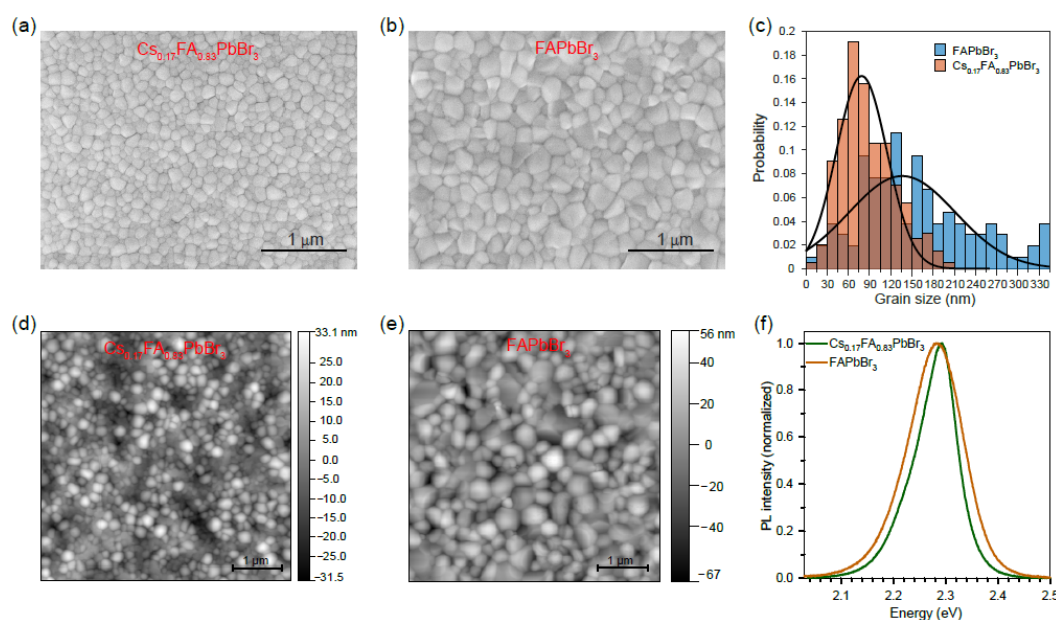 (a)
Cs0.17FA0.83PbBr3
1 μm
(b)
FAPbBr3
1 μm
(c)
0.2
0.18
0.16
0.14
0.12
0.1
0.08
0.06
0.04
0.02
0
Probability
FAPbBr3
Cs0.17FA0.83PbBr3
0 30 60 90 120 150 180 210 240 270 300 330
Grain size (nm)
(d)
Cs0.17FA0.83PbBr3
1 μm
33.1 nm
25.0
20.0
15.0
10.0
5.0
0.0
−5.0
−10.0
−15.0
−20.0
−25.0
−31.5
(e)
FAPbBr3
1 μm
56 nm
40
20
0
−20
−40
−67
(f)
1.0
0.8
0.6
0.4
0.2
0.0
PL intensity (normalized)
Cs0.17FA0.83PbBr3
FAPbBr3
2.1 2.2 2.3 2.4 2.5
Energy (eV)